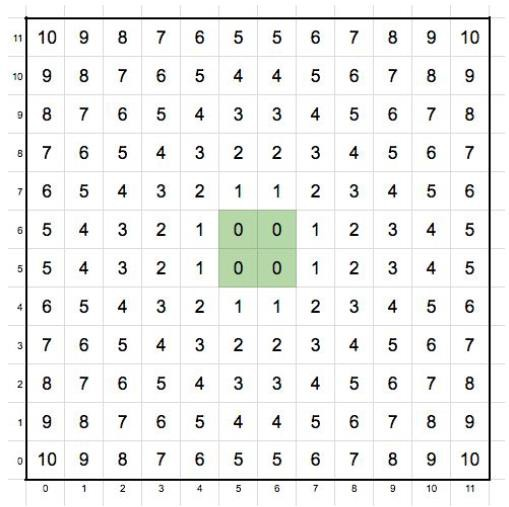 11 10 9 8 7 6 5 5 6 7 8 9 10
10 9 8 7 6 5 4 4 5 6 7 8 9
9 8 7 6 5 4 3 3 4 5 6 7 8
8 7 6 5 4 3 2 2 3 4 5 6 7
7 6 5 4 3 2 1 1 2 3 4 5 6
6 5 4 3 2 1 0 0 1 2 3 4 5
5 5 4 3 2 1 0 0 1 2 3 4 5
4 6 5 4 3 2 1 1 2 3 4 5 6
3 7 6 5 4 3 2 2 3 4 5 6 7
2 8 7 6 5 4 3 3 4 5 6 7 8
1 9 8 7 6 5 4 4 5 6 7 8 9
0 10 9 8 7 6 5 5 6 7 8 9 10
0 1 2 3 4 5 6 7 8 9 10 11